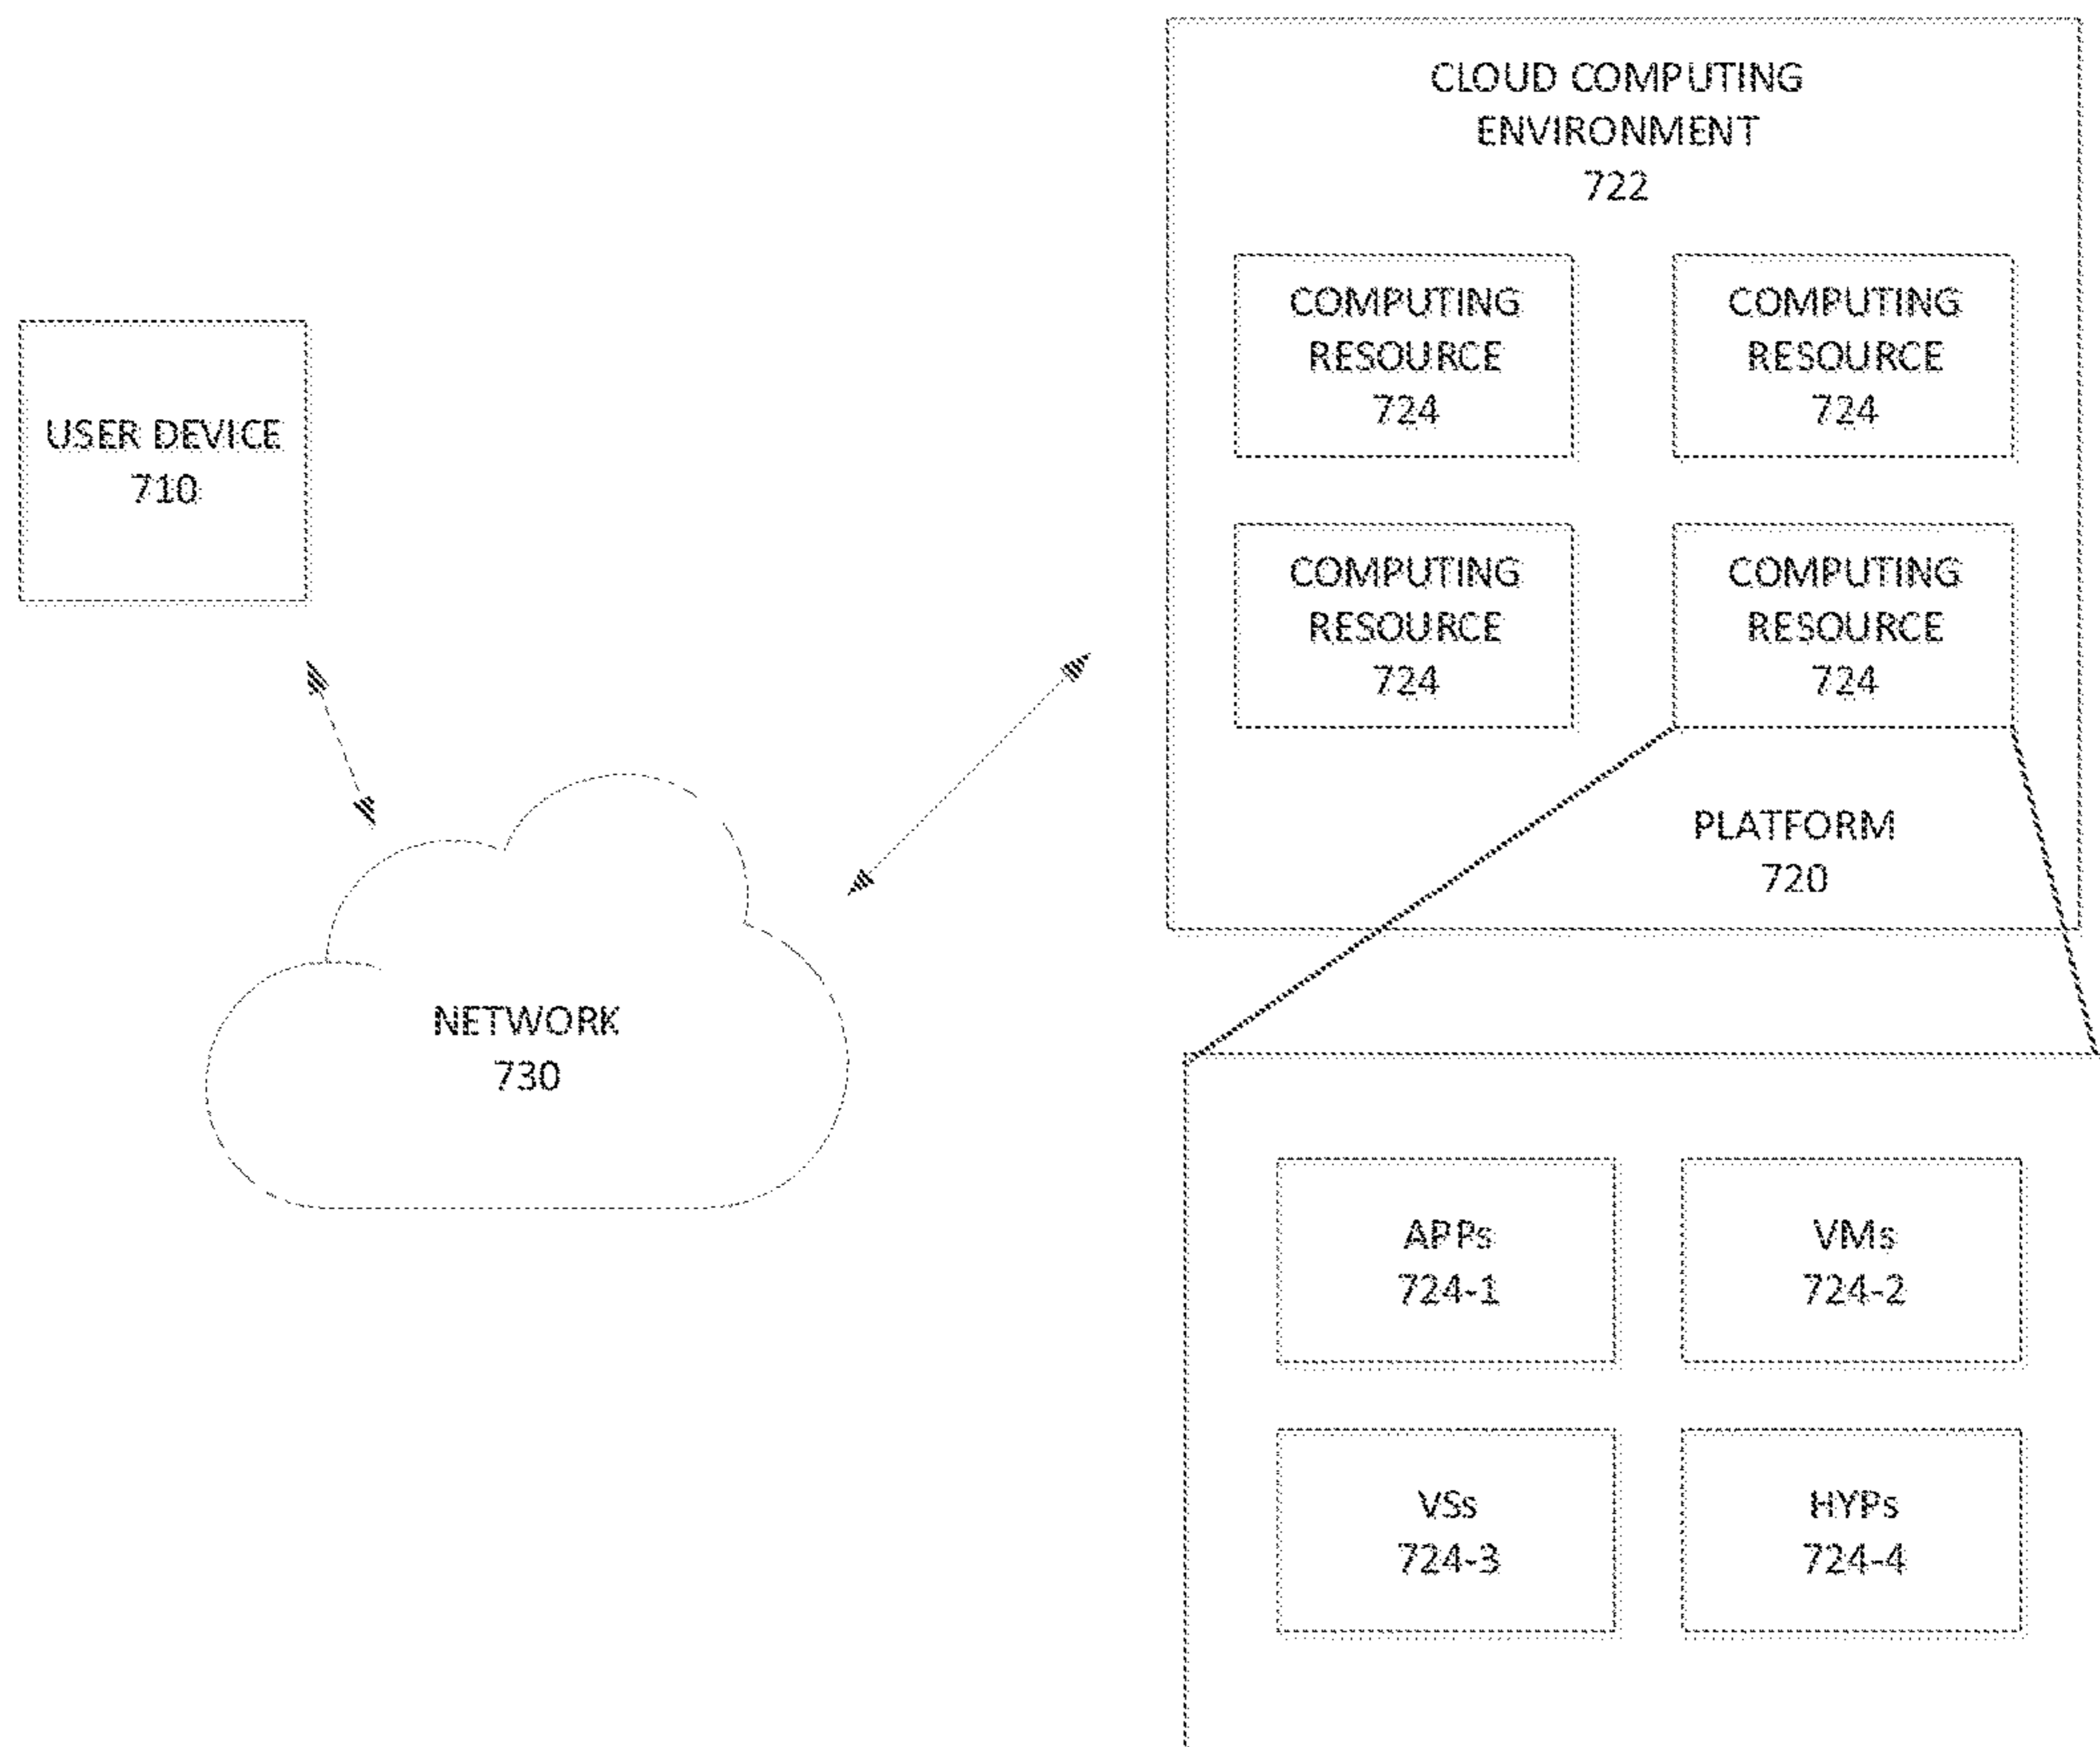 CLOUD COMPUTING
ENVIRONMENT
722
COMPUTING
RESOURCE
724
COMPUTING
RESOURCE
724
USER DEVICE
710
COMPUTING
RESOURCE
724
COMPUTING
RESOURCE
724
PLATFORM
720
NETWORK
730
APPs
724-1
VMs
724-2
VSs
724-3
HYPs
724-4